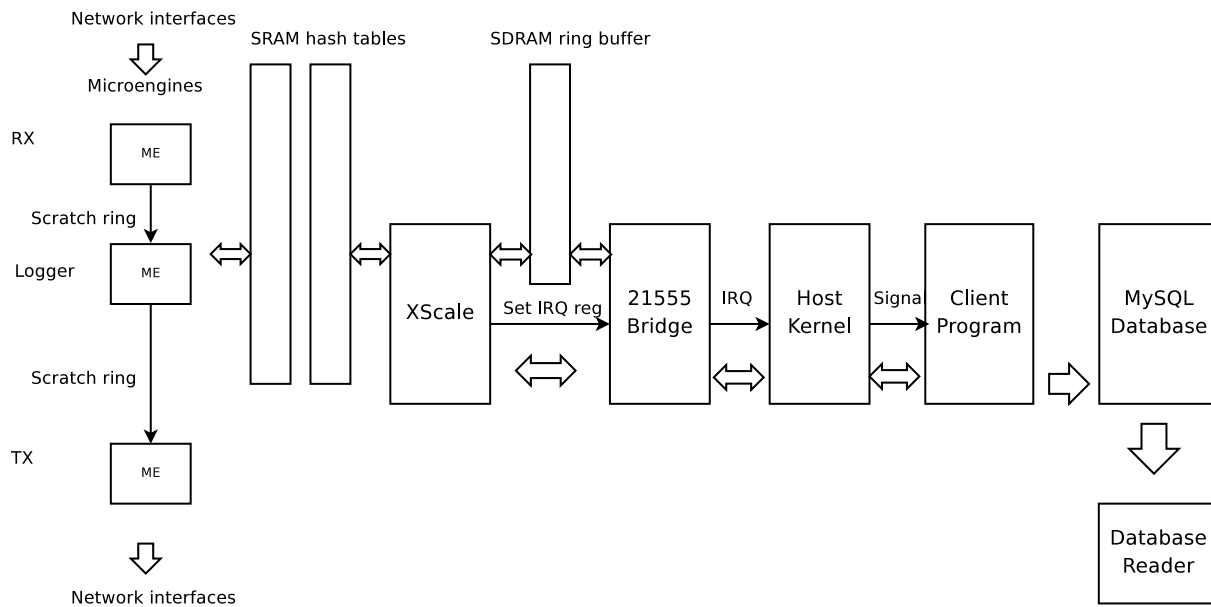 Network interfaces
SRAM hash tables
SDRAM ring buffer
Microengines
RX
ME
Scratch ring
Logger
ME
Scratch ring
TX
ME
Network interfaces
XScale
Set IRQ reg
21555
Bridge
IRQ
Host
Kernel
Signal
Client
Program
MySQL
Database
Database
Reader